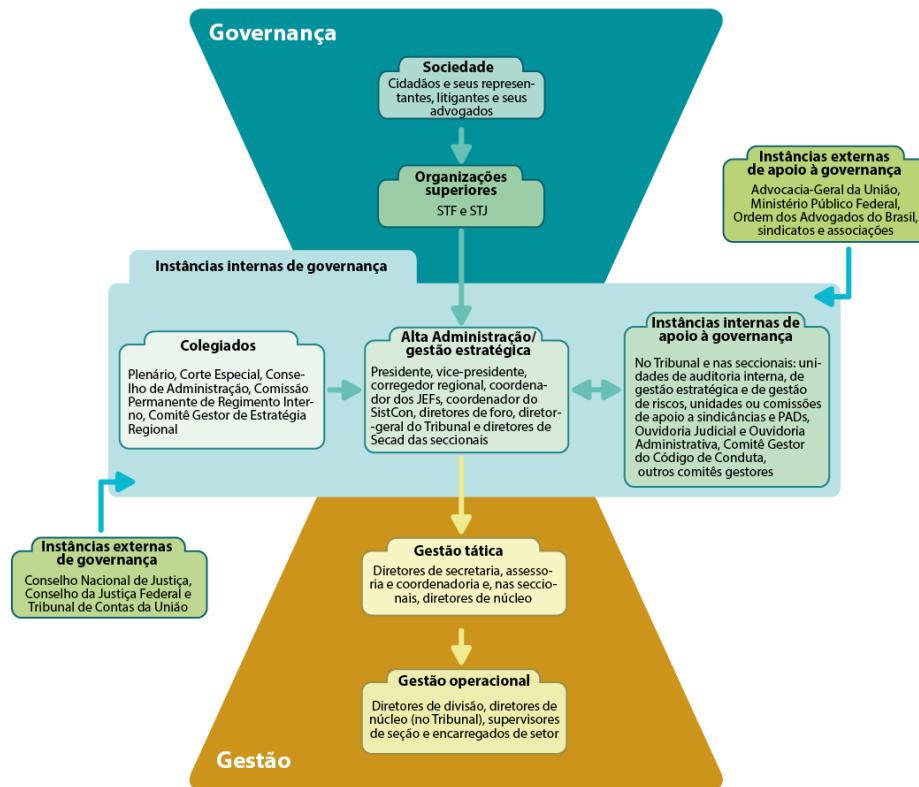 Governança
Sociedade
Cidadãos e seus represen-
tantes, litigantes e seus
advogados
Organizações
superiores
STF e STJ
Instâncias externas
de apoio à governança
Advocacia-Geral da União,
Ministério Público Federal,
Ordem dos Advogados do Brasil,
sindicatos e associações
Instâncias internas de governança
Colegiados
Plenário, Corte Especial, Conse-
lho de Administração, Comissão
Permanente de Regimento Inter-
no, Comitê Gestor de Estratégia
Regional
Alta Administração/
gestão estratégica
Presidente, vice-presidente,
corregedor regional, coordena-
dor dos JEFs, coordenador do
SistCon, diretores de foro, diretor-
-geral do Tribunal e diretores de
Secad das seccionais
Instâncias internas de
apoio à governança
No Tribunal e nas seccionais: uni-
dades de auditoria interna, de
gestão estratégica e de gestão
de riscos, unidades ou comissões
de apoio a sindicâncias e PADs,
Ouvidoria Judicial e Ouvidoria
Administrativa, Comitê Gestor
do Código de Conduta,
outros comitês gestores
Instâncias externas
de governança
Conselho Nacional de Justiça,
Conselho da Justiça Federal e
Tribunal de Contas da União
Gestão tática
Diretores de secretaria, assesso-
ria e coordenadoria e, nas seccio-
nais, diretores de núcleo
Gestão operacional
Diretores de divisão, diretores de
núcleo (no Tribunal), supervisores
de seção e encarregados de setor
Gestão